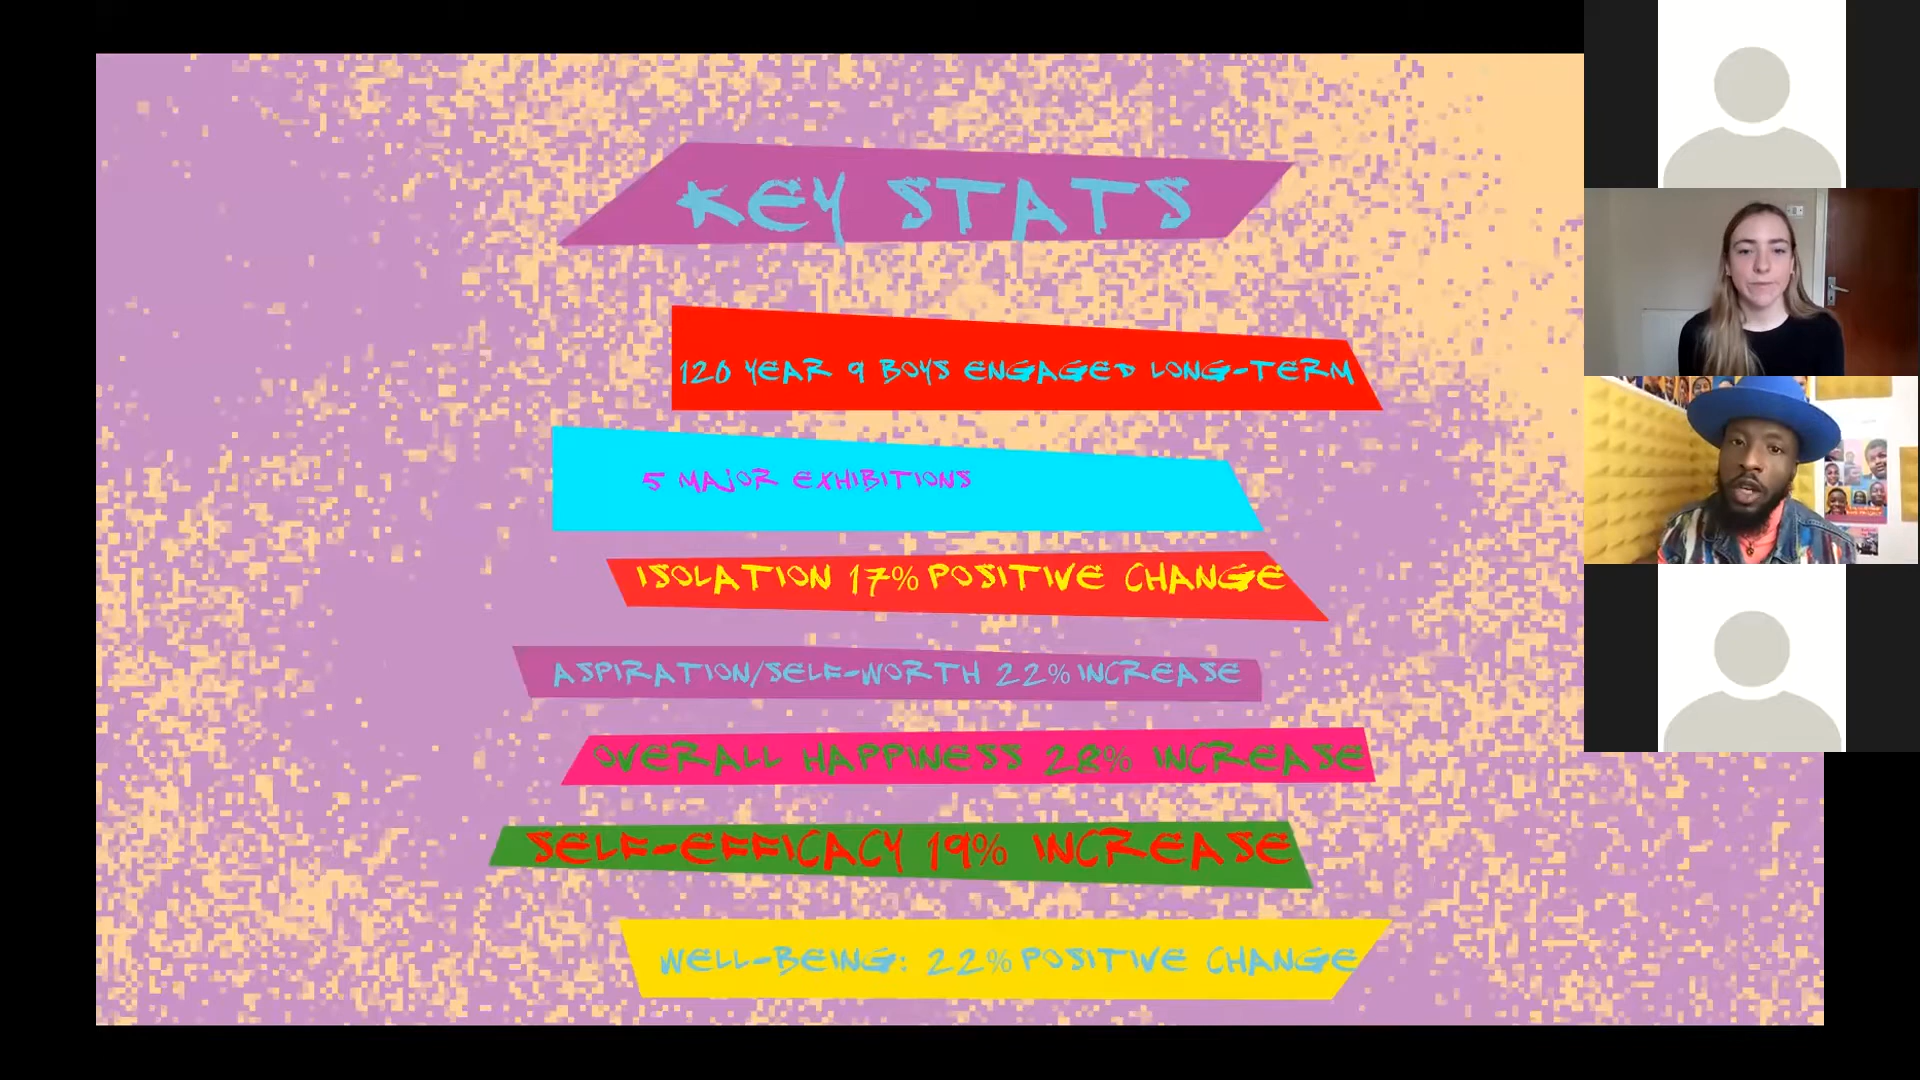 KEY STATS
120 YEAR 9 BOYS ENGAGED LONG-TERM
5 MAJOR EXHIBITIONS
ISOLATION 17% POSITIVE CHANGE
ASPIRATION/SELF-WORTH 22% INCREASE
OVERALL HAPPINESS 28% INCREASE
SELF-EFFICACY 19% INCREASE
WELL-BEING: 22% POSITIVE CHANGE